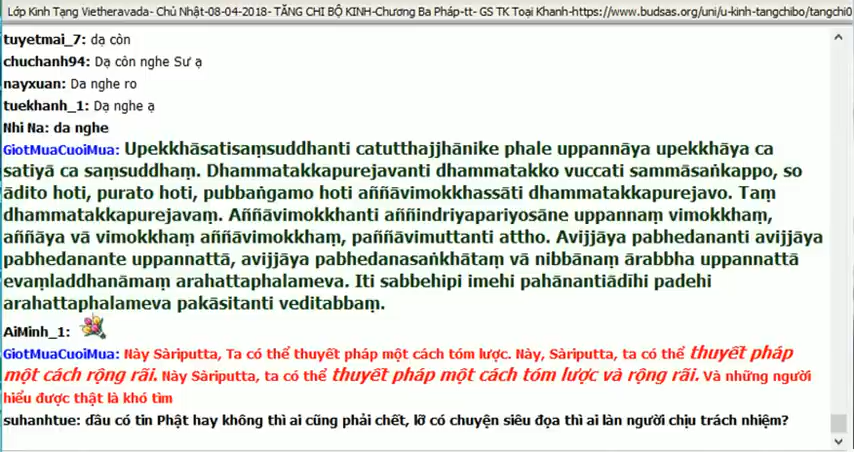 Lớp Kinh Tạng Vietheravada- Chủ Nhật-08-04-2018- TĂNG CHI BỘ KINH-Chương Ba Pháp-tt- GS TK Toại Khanh-https://www.budsas.org/uni/u-kinh-tangchibo/tangchi0
tuyetmai_7: dạ côn
chuchanh94: Dạ còn nghe Sư ạ
nayxuan: Da nghe ro
tuekhanh_1: Dạ nghe ạ
Nhi Na: da nghe
GiotMuaCuoiMua: Upekkhāsatisaṃsuddhanti catutthajjhānike phale uppannāya upekkhāya ca
satiyā ca saṃsuddhaṃ. Dhammatakkapurejavanti dhammatakko vuccati sammāsaṅkappo, so
ādito hoti, purato hoti, pubbaṅgamo hoti aññāvimokkhassāti dhammatakkapurejavo. Taṃ
dhammatakkapurejavaṃ. Aññāvimokkhanti aññindriyapariyosāne uppannaṃ vimokkhaṃ,
aññāya vā vimokkhaṃ aññāvimokkhaṃ, paññāvimuttanti attho. Avijjāya pabhedananti avijjāya
pabhedanante uppannattā, avijjāya pabhedanasaṅkhātaṃ vā nibbānaṃ ārabbha uppannattā
evaṃladdhanāmaṃ arahattaphalameva. Iti sabbehipi imehi pahānantiādīhi padehi
arahattaphalameva pakāsitanti veditabbaṃ.
AiMinh_1:
GiotMuaCuoiMua: Này Sàriputta, Ta có thể thuyết pháp một cách tóm lược. Này, Sàriputta, ta có thể thuyết pháp
một cách rộng rãi. Này Sàriputta, ta có thể thuyết pháp một cách tóm lược và rộng rãi. Và những người
hiểu được thật là khó tìm
suhanhtue: dầu có tin Phật hay không thì ai cũng phải chết, lỡ có chuyện siêu đọa thì ai làn người chịu trách nhiệm?